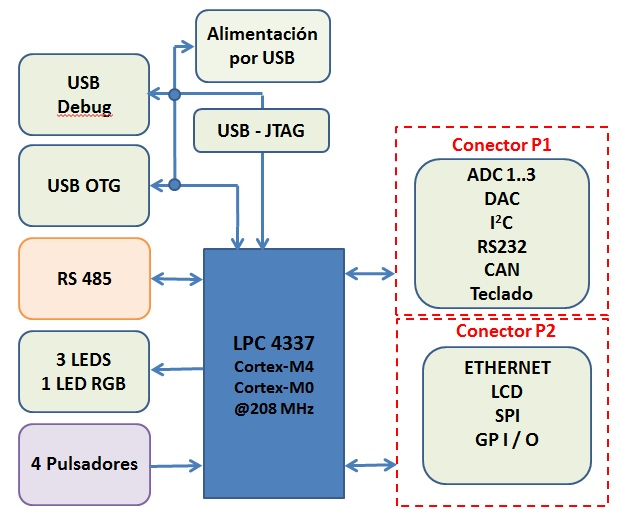 Alimentación
por USB
USB
Debug
USB - JTAG
USB OTG
Conector P1
ADC 1..3
DAC
I²C
RS232
CAN
Teclado
RS 485
LPC 4337
Cortex-M4
Cortex-M0
@208 MHz
3 LEDS
1 LED RGB
Conector P2
ETHERNET
LCD
SPI
GP I / O
4 Pulsadores